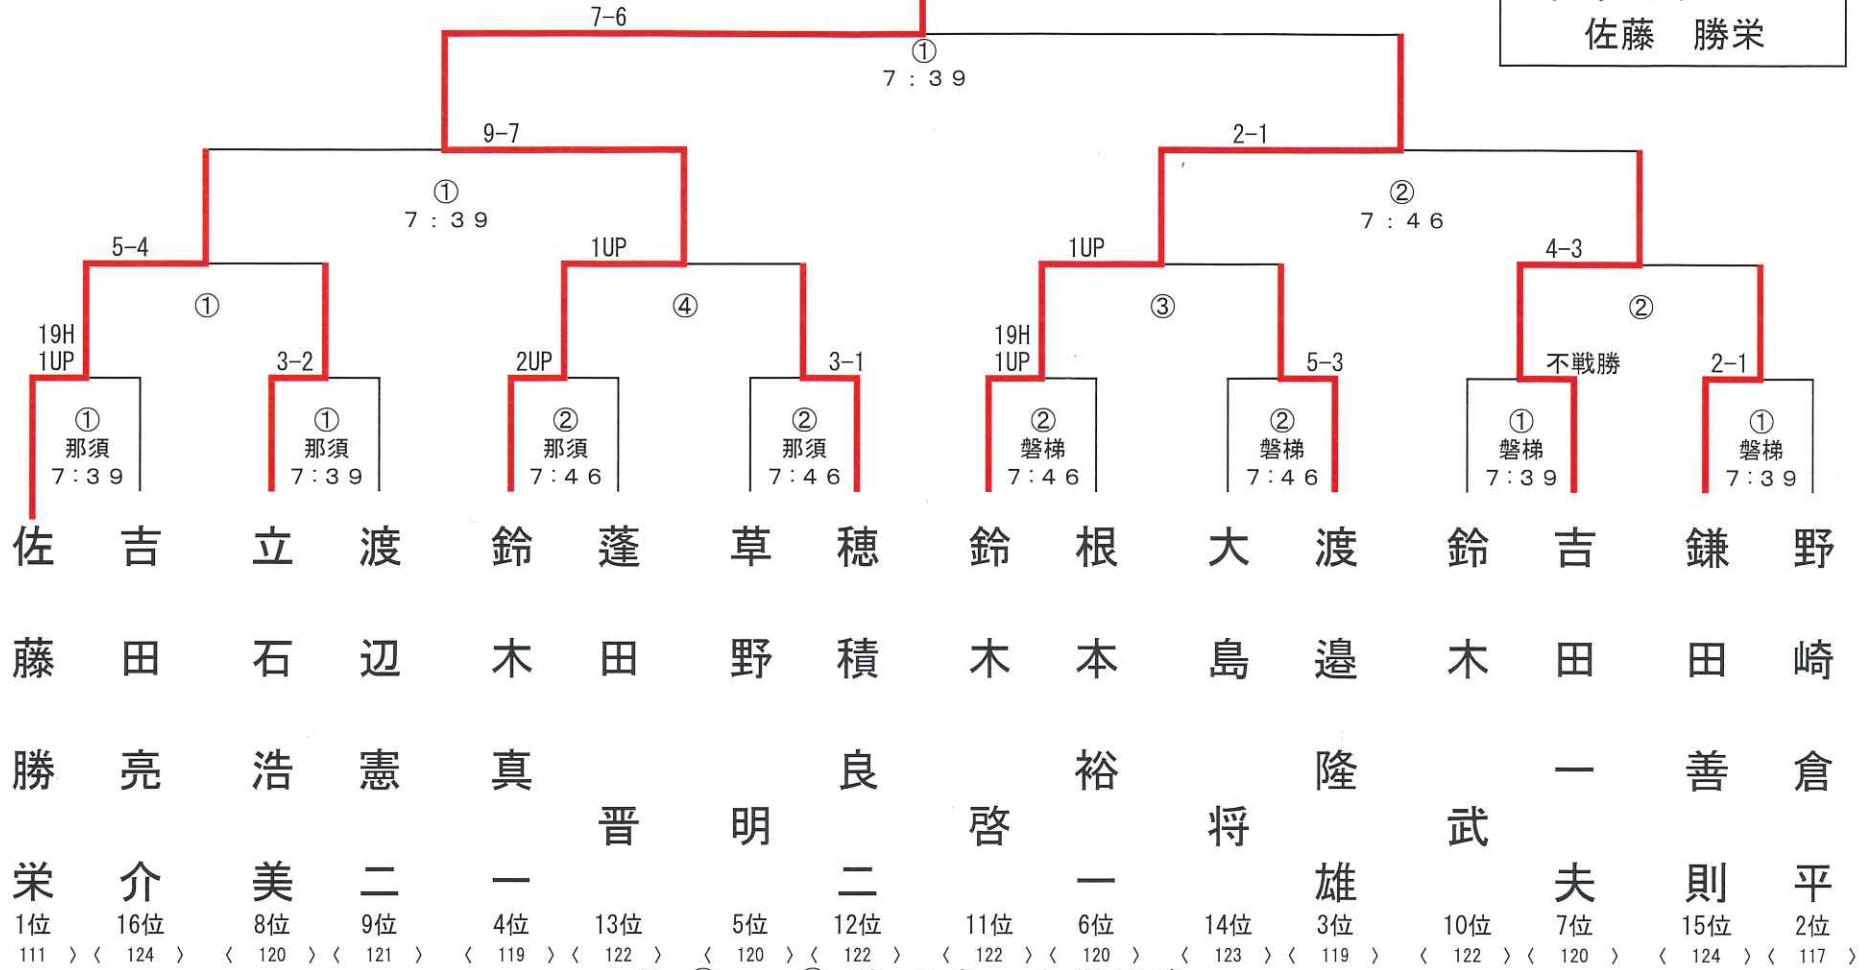 7-6
佐藤　勝栄
①
7：39
9-7
2-1
①
7：39
②
7：46
5-4
1UP
1UP
4-3
①
④
③
②
19H
1UP
3-2
2UP
3-1
19H
1UP
5-3
不戦勝
2-1
①
那須
7：39
①
那須
7：39
②
那須
7：46
②
那須
7：46
②
磐梯
7：46
②
磐梯
7：46
①
磐梯
7：39
①
磐梯
7：39
佐藤勝栄
吉田亮介
立石浩美
渡辺憲二
鈴木真一
蓬田晋
草野明
穂積良二
鈴木啓
根本裕一
大島将
渡邉隆雄
鈴木武
吉田一夫
鎌田善則
野崎倉平
1位 16位 8位 9位 4位 13位 5位 12位 11位 6位 14位 3位 10位 7位 15位 2位
111 〉〈 124 〉〈 120 〉〈 121 〉〈 119 〉〈 122 〉〈 120 〉〈 122 〉〈 122 〉〈 120 〉〈 123 〉〈 119 〉〈 122 〉〈 120 〉〈 124 〉〈 117 〉